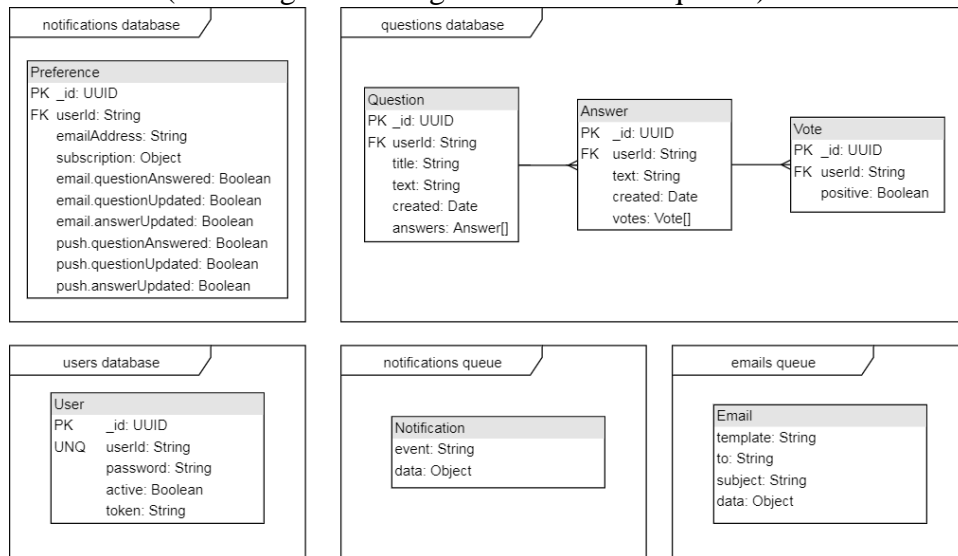 notifications database
Preference
PK _id: UUID
FK userId: String
emailAddress: String
subscription: Object
email.questionAnswered: Boolean
email.questionUpdated: Boolean
email.answerUpdated: Boolean
push.questionAnswered: Boolean
push.questionUpdated: Boolean
push.answerUpdated: Boolean
questions database
Question
PK _id: UUID
FK userId: String
title: String
text: String
created: Date
answers: Answer[]
Answer
PK _id: UUID
FK userId: String
text: String
created: Date
votes: Vote[]
Vote
PK _id: UUID
FK userId: String
positive: Boolean
users database
User
PK _id: UUID
UNQ userId: String
password: String
active: Boolean
token: String
notifications queue
Notification
event: String
data: Object
emails queue
Email
template: String
to: String
subject: String
data: Object